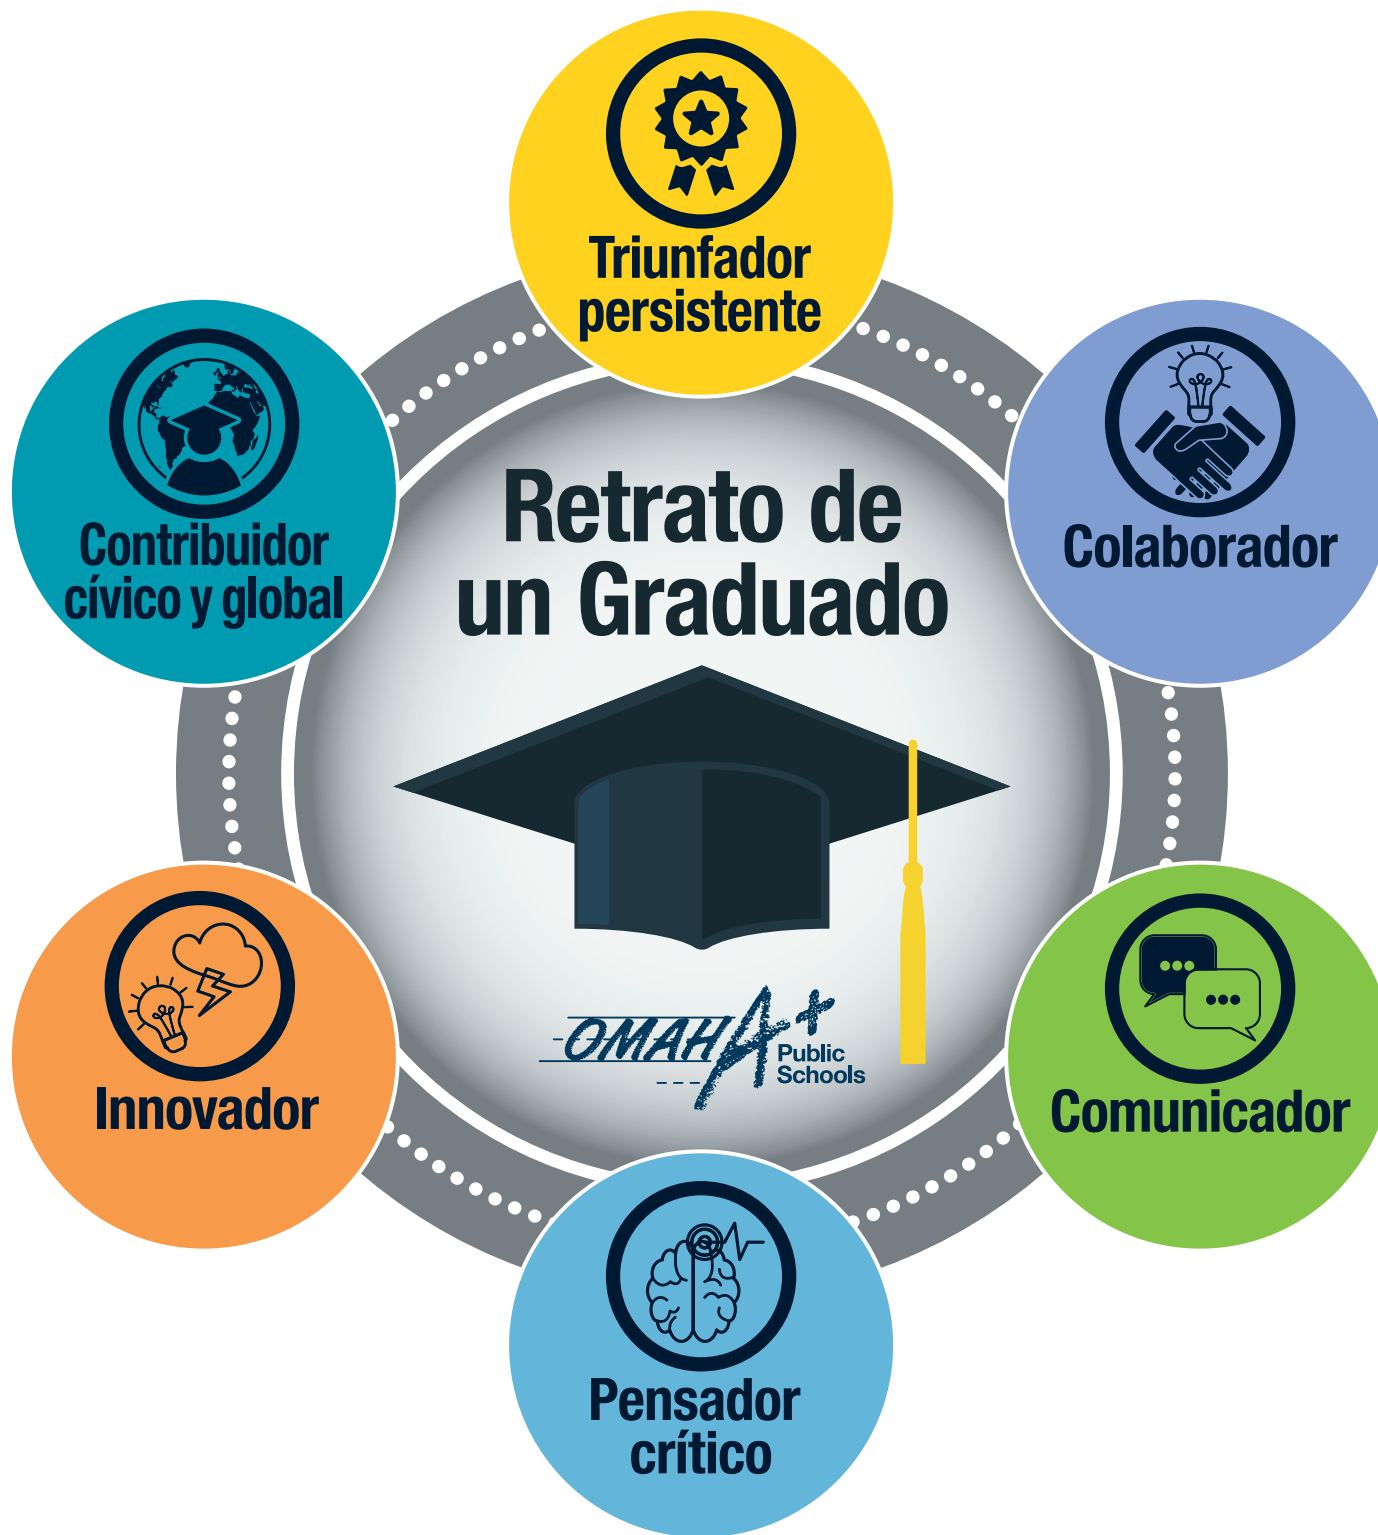 Triunfador
persistente
Colaborador
Comunicador
Pensador
crítico
Innovador
Contribuidor
cívico y global
Retrato de
un Graduado
OMAHA+
Public
Schools